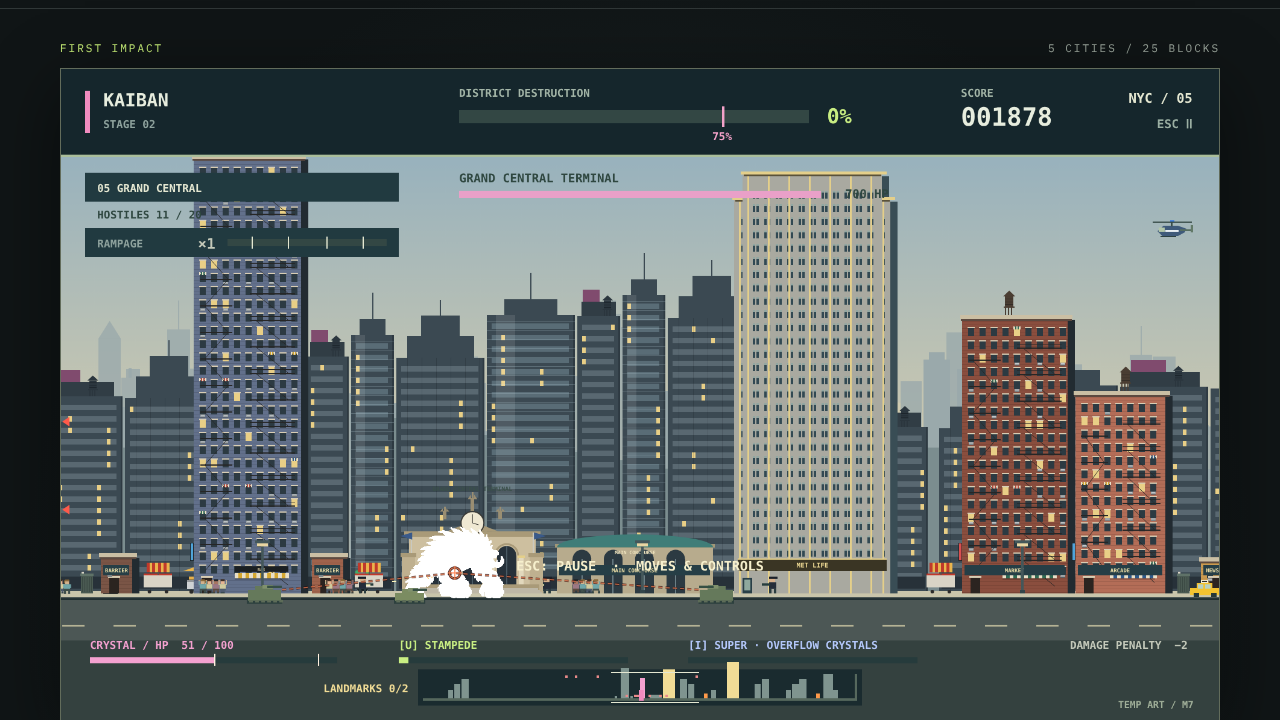 FIRST IMPACT
5 CITIES / 25 BLOCKS
KAIBAN
STAGE 02
DISTRICT DESTRUCTION
0%
75%
SCORE
001878
NYC / 05
ESC II
05 GRAND CENTRAL
HOSTILES 11 / 20
RAMPAGE ×1
GRAND CENTRAL TERMINAL
700 H
ESC: PAUSE · MOVES & CONTROLS
MET LIFE
BARRIER
BARRIER
MARKE
ARCADE
NEWS
CRYSTAL / HP 51 / 100
[U] STAMPEDE
[I] SUPER · OVERFLOW CRYSTALS
DAMAGE PENALTY −2
LANDMARKS 0/2
TEMP ART / M7